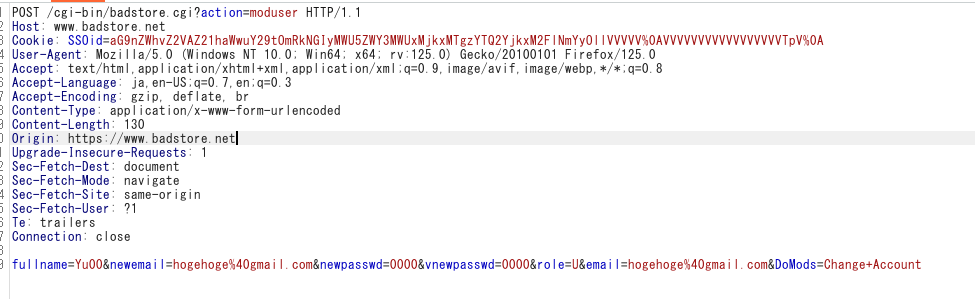 POST /cgi-bin/badstore.cgi?action=moduser HTTP/1.1
Host: www.badstore.net
Cookie: SSOid=aG9nZWhvZ2VAZ21haWwuY29tOmRkNGIyMWU5ZWY3MWUxMjkxMTgzYTQ2YjkxM2FlNmYyOllVVVVV%0AVVVVVVVVVVVVVVVVVTpV%0A
User-Agent: Mozilla/5.0 (Windows NT 10.0; Win64; x64; rv:125.0) Gecko/20100101 Firefox/125.0
Accept: text/html,application/xhtml+xml,application/xml;q=0.9,image/avif,image/webp,*/*;q=0.8
Accept-Language: ja,en-US;q=0.7,en;q=0.3
Accept-Encoding: gzip, deflate, br
Content-Type: application/x-www-form-urlencoded
Content-Length: 130
Origin: https://www.badstore.net
Upgrade-Insecure-Requests: 1
Sec-Fetch-Dest: document
Sec-Fetch-Mode: navigate
Sec-Fetch-Site: same-origin
Sec-Fetch-User: ?1
Te: trailers
Connection: close
fullname=Yu00&newemail=hogehoge%40gmail.com&newpasswd=0000&vnewpasswd=0000&role=U&email=hogehoge%40gmail.com&DoMods=Change+Account